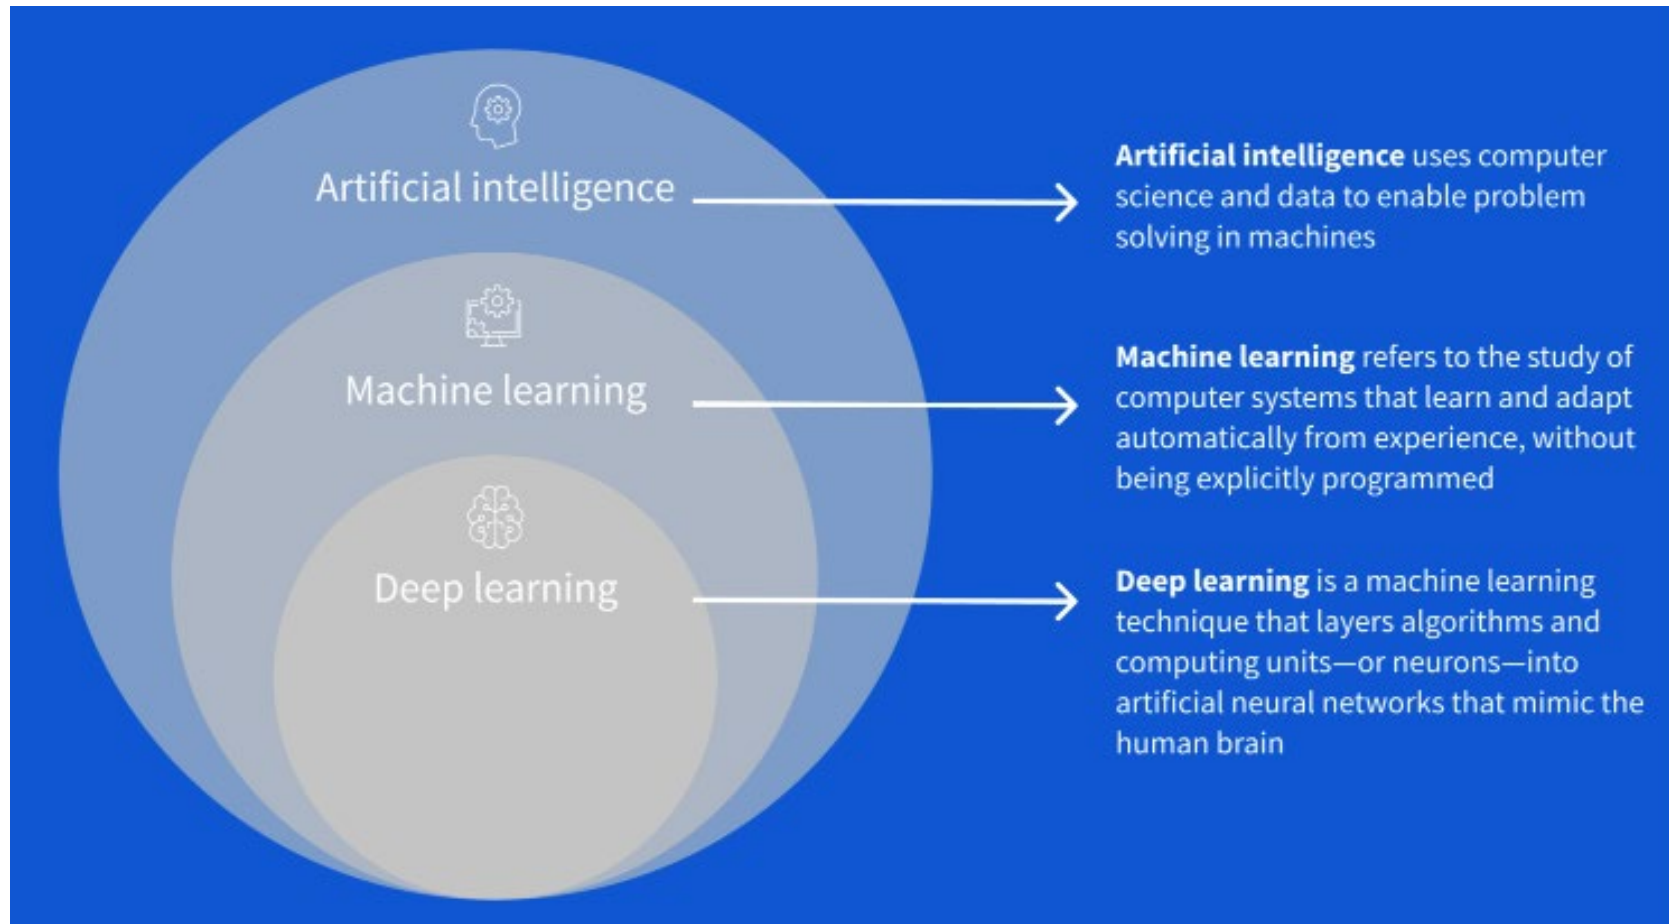 Artificial intelligence
Machine learning
Deep learning
Artificial intelligence uses computer
science and data to enable problem
solving in machines
Machine learning refers to the study of
computer systems that learn and adapt
automatically from experience, without
being explicitly programmed
Deep learning is a machine learning
technique that layers algorithms and
computing units—or neurons—into
artificial neural networks that mimic the
human brain